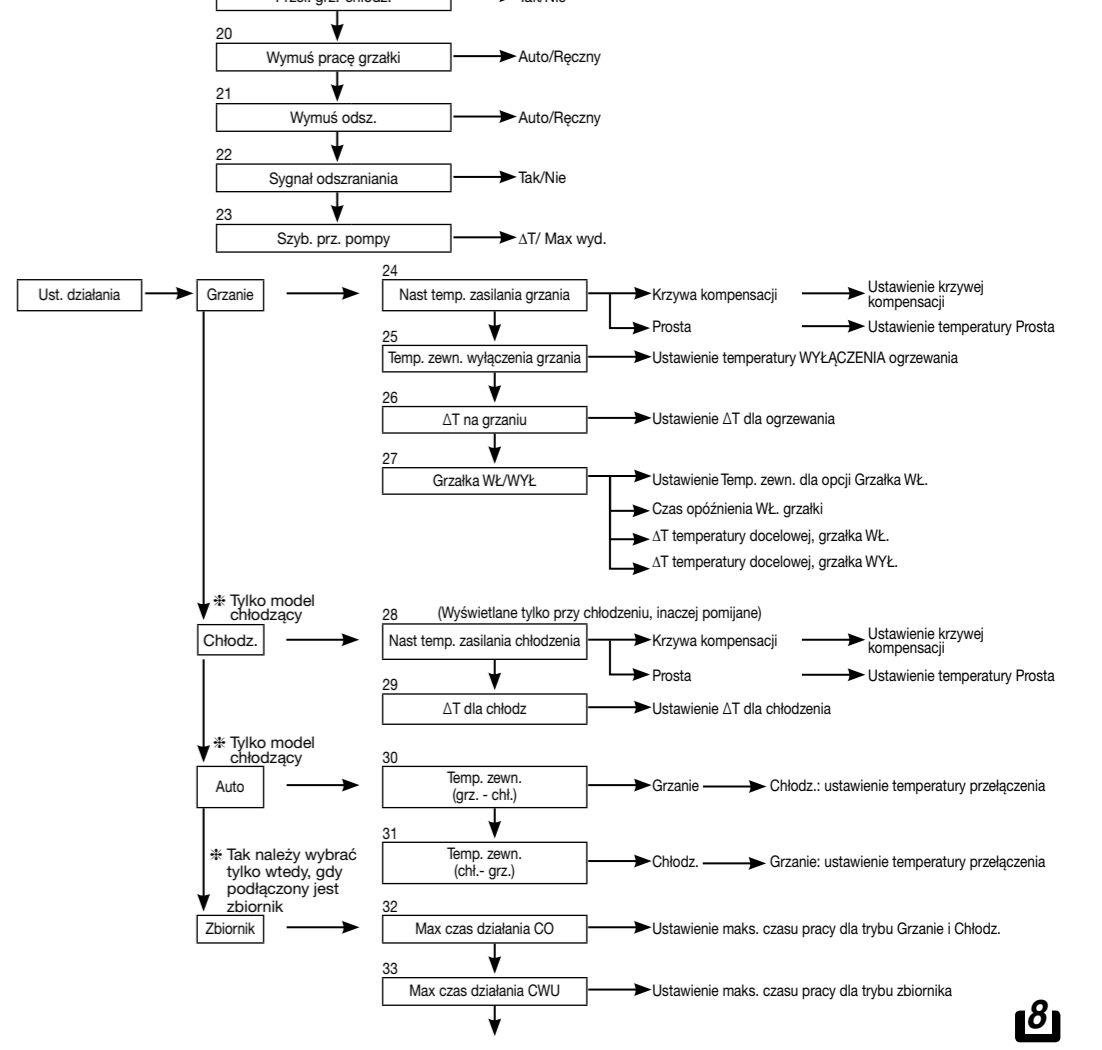 20
Wymuś pracę grzałki Auto/Ręczny
21
Wymuś odsz. Auto/Ręczny
22
Sygnał odszraniania Tak/Nie
23
Szyb. prz. pompy ΔT/ Max wyd.
24
Ust. działania Grzanie Nast temp. zasilania grzania Krzywa kompensacji Ustawienie krzywej
kompensacji
Prosta Ustawienie temperatury Prosta
25
Temp. zewn. wyłączenia grzania Ustawienie temperatury WYŁĄCZENIA ogrzewania
26
ΔT na grzaniu Ustawienie ΔT dla ogrzewania
27
Grzałka WŁ/WYŁ Ustawienie Temp. zewn. dla opcji Grzałka WŁ.
Czas opóźnienia WŁ. grzałki
ΔT temperatury docelowej, grzałka WŁ.
ΔT temperatury docelowej, grzałka WYŁ.
❈ Tylko model
chłodzący
28 (Wyświetlane tylko przy chłodzeniu, inaczej pomijane)
Chłodz. Nast temp. zasilania chłodzenia Krzywa kompensacji Ustawienie krzywej
kompensacji
Prosta Ustawienie temperatury Prosta
29
ΔT dla chłodz Ustawienie ΔT dla chłodzenia
❈ Tylko model
chłodzący
30
Auto Temp. zewn.
(grz. - chł.) Grzanie Chłodz.: ustawienie temperatury przełączenia
31
Temp. zewn.
(chł.- grz.) Chłodz. Grzanie: ustawienie temperatury przełączenia
❈ Tak należy wybrać
tylko wtedy, gdy
podłączony jest
zbiornik
32
Zbiornik Max czas działania CO Ustawienie maks. czasu pracy dla trybu Grzanie i Chłodz.
33
Max czas działania CWU Ustawienie maks. czasu pracy dla trybu zbiornika
8